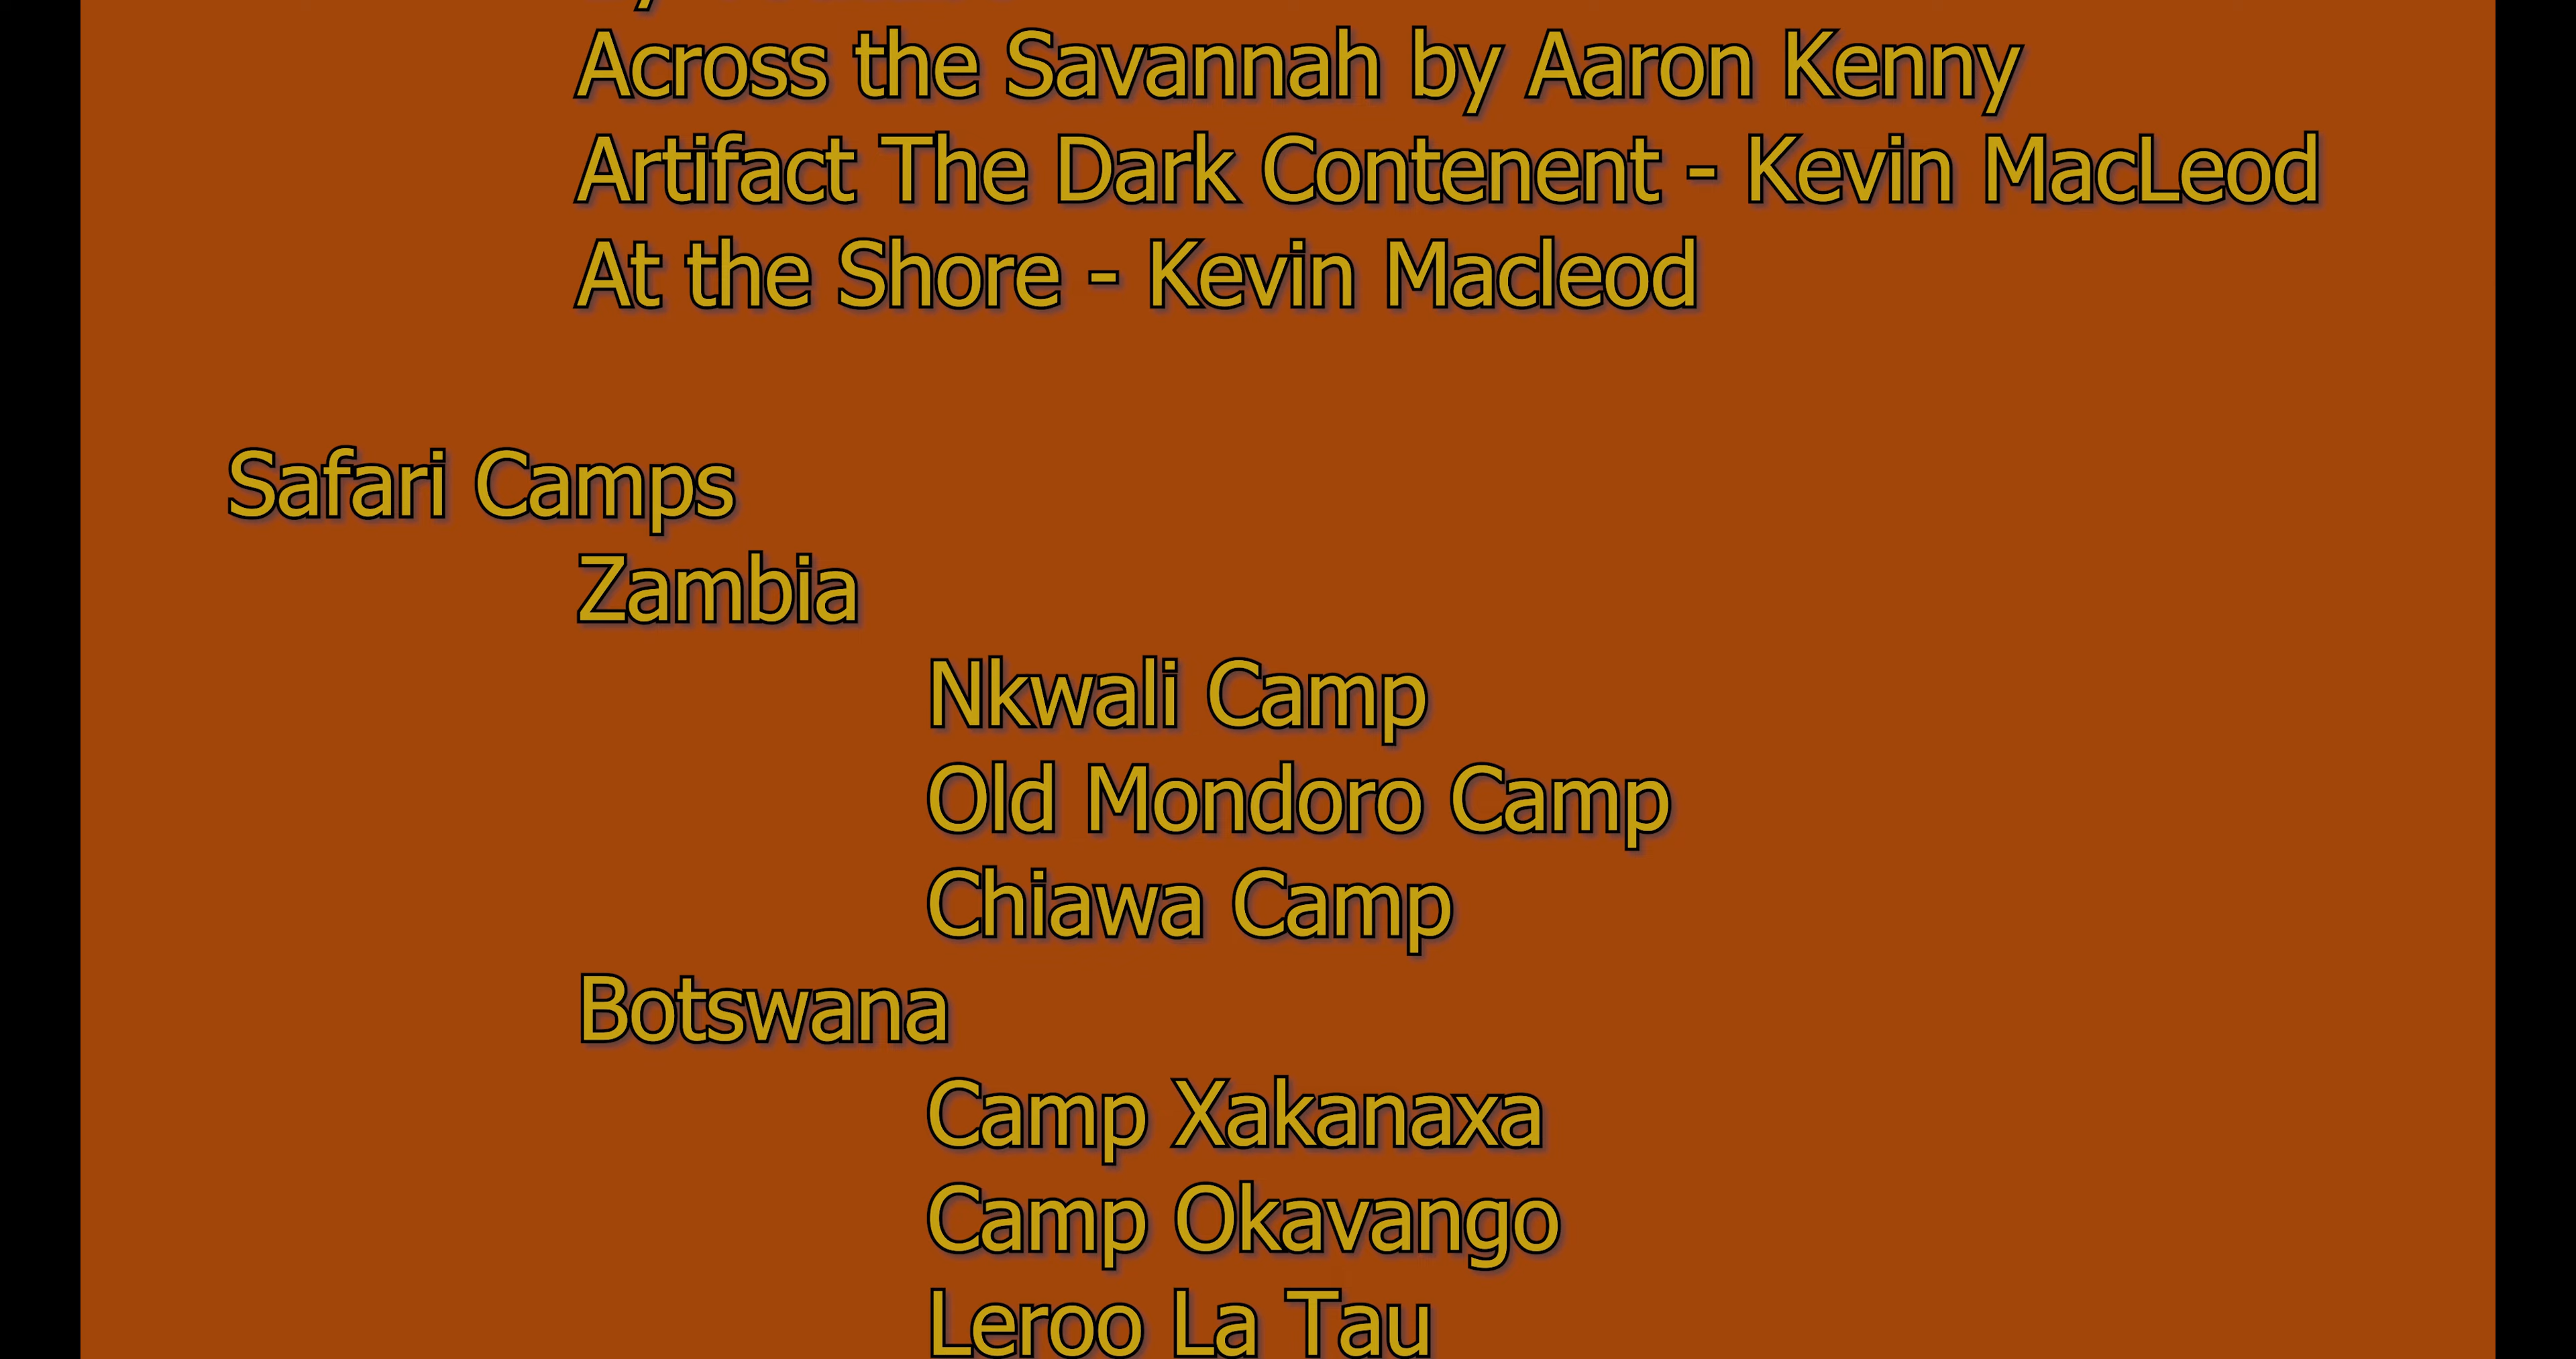 Across the Savannah by Aaron Kenny
Artifact The Dark Contenent - Kevin MacLeod
At the Shore - Kevin Macleod
Safari Camps
Zambia
Nkwali Camp
Old Mondoro Camp
Chiawa Camp
Botswana
Camp Xakanaxa
Camp Okavango
Leroo La Tau